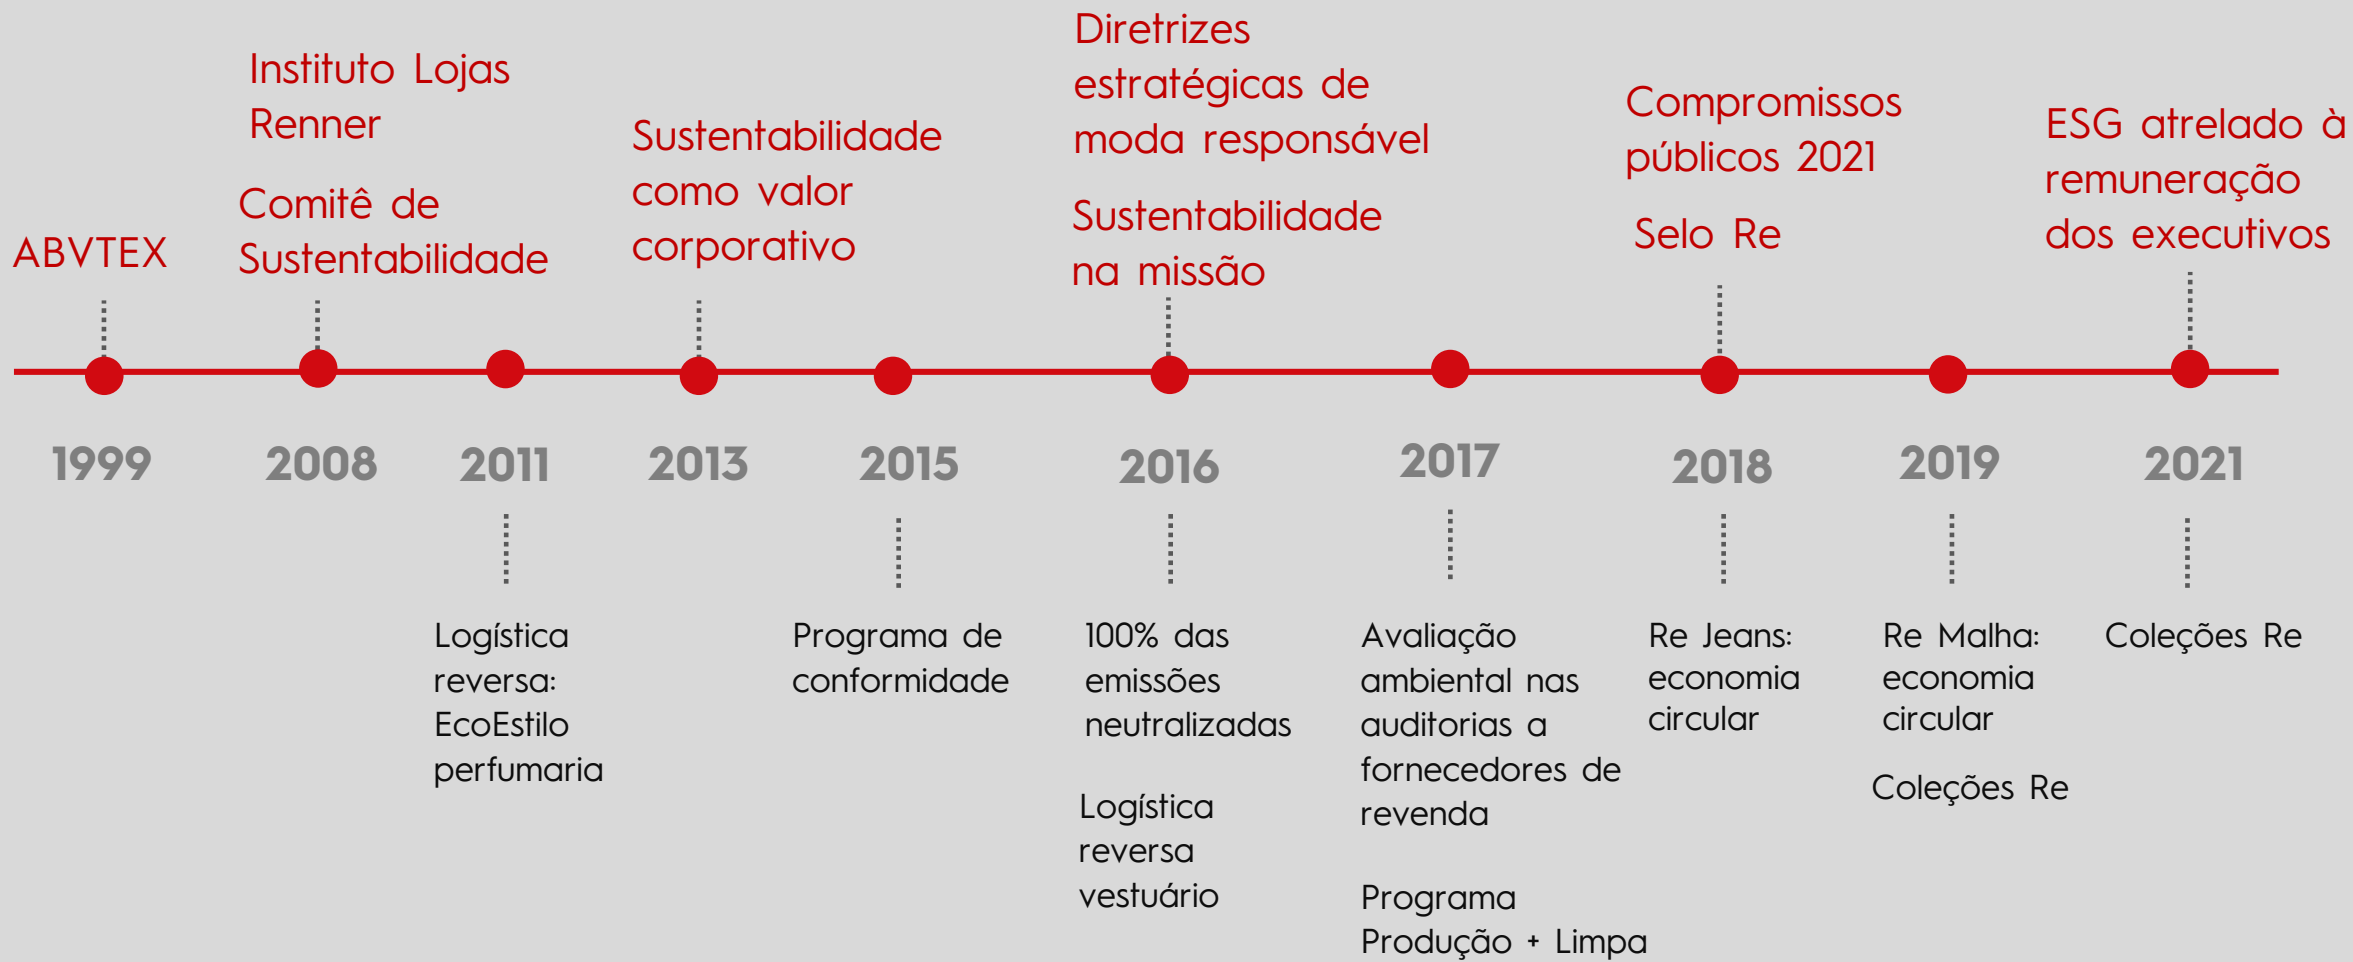 ABVTEX
Instituto Lojas
Renner
Comitê de
Sustentabilidade
Sustentabilidade
como valor
corporativo
Diretrizes
estratégicas de
moda responsável
Sustentabilidade
na missão
Compromissos
públicos 2021
Selo Re
ESG atrelado à
remuneração
dos executivos
1999
2008
2011
2013
2015
2016
2017
2018
2019
2021
Logística
reversa:
EcoEstilo
perfumaria
Programa de
conformidade
100% das
emissões
neutralizadas
Logística
reversa
vestuário
Avaliação
ambiental nas
auditorias a
fornecedores de
revenda
Programa
Produção + Limpa
Re Jeans:
economia
circular
Re Malha:
economia
circular
Coleções Re
Coleções Re